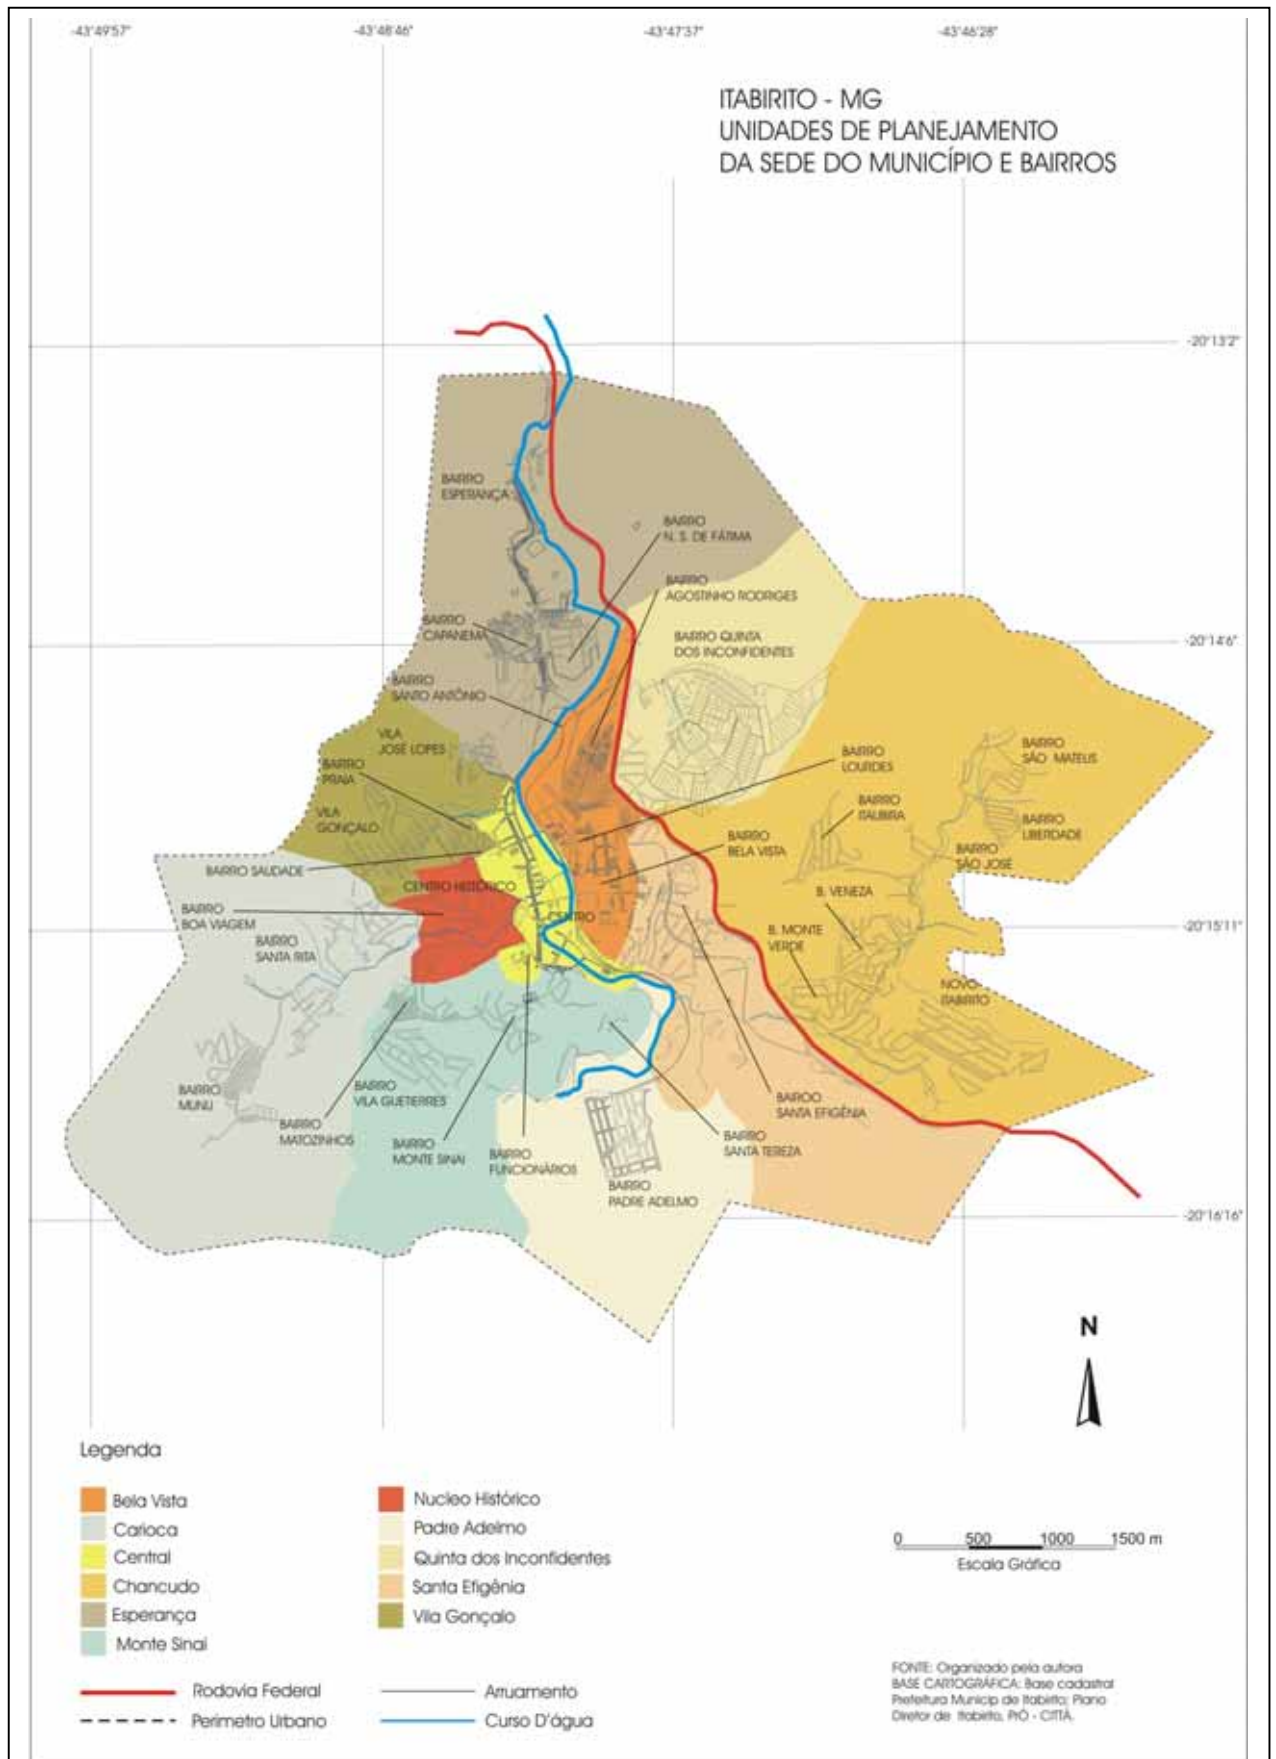 -43°49'57"
-43°48'46"
-43°47'37"
-43°46'28"
ITABIRITO - MG
UNIDADES DE PLANEJAMENTO
DA SEDE DO MUNICÍPIO E BAIRROS
-20°13'2"
BAIRRO
ESPERANÇA
BAIRRO
N. S. DE FÁTIMA
BAIRRO
AGOSTINHO RODRIGES
BAIRRO
CAPANEMA
BAIRRO QUINTA
DOS INCONFIDENTES
-20°14'6"
BAIRRO
SANTO ANTÔNIO
VILA
JOSÉ LOPES
BAIRRO
PRAIA
BAIRRO
LOURDES
BAIRRO
SÃO MATEUS
VILA
GONÇALO
BAIRRO
ITAUBIRA
BAIRRO
LIBERDADE
BAIRRO
BELA VISTA
BAIRRO
SÃO JOSÉ
BAIRRO SAUDADE
CENTRO HISTÓRICO
B. VENEZA
BAIRRO
BOA VIAGEM
CENTRO
-20°15'11"
BAIRRO
SANTA RITA
B. MONTE
VERDE
NOVO
ITABIRITO
BAIRRO
MUNU
BAIRRO
VILA GUETIERRES
BAIROO
SANTA EFIGÊNIA
BAIRRO
MATOZINHOS
BAIRRO
MONTE SINAI
BAIRRO
FUNCIONÁRIOS
BAIRRO
SANTA TEREZA
BAIRRO
PADRE ADELMO
-20°16'16"
N
Legenda
Bela Vista
Carioca
Central
Chancudo
Esperança
Monte Sinai
Nucleo Histórico
Padre Adelmo
Quinta dos Inconfidentes
Santa Efigênia
Vila Gonçalo
0 500 1000 1500 m
Escala Gráfica
Rodovia Federal
Perimetro Urbano
Arruamento
Curso D'água
FONTE: Organizado pela autora
BASE CARTOGRÁFICA: Base cadastral
Prefeitura Municip de Itabirito; Plano
Diretor de Itabirito, PRÓ - CITTÀ.